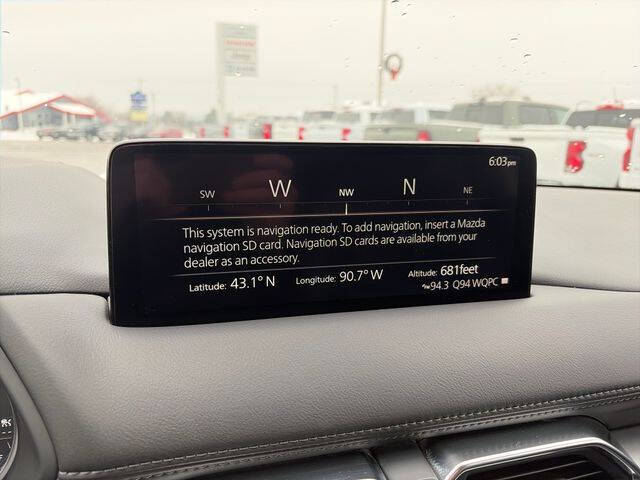 6:03 pm
SW W NW N NE
This system is navigation ready. To add navigation, insert a Mazda
navigation SD card. Navigation SD cards are available from your
dealer as an accessory.
Latitude: 43.1° N Longitude: 90.7° W Altitude: 681feet
94.3 Q94 WQPC